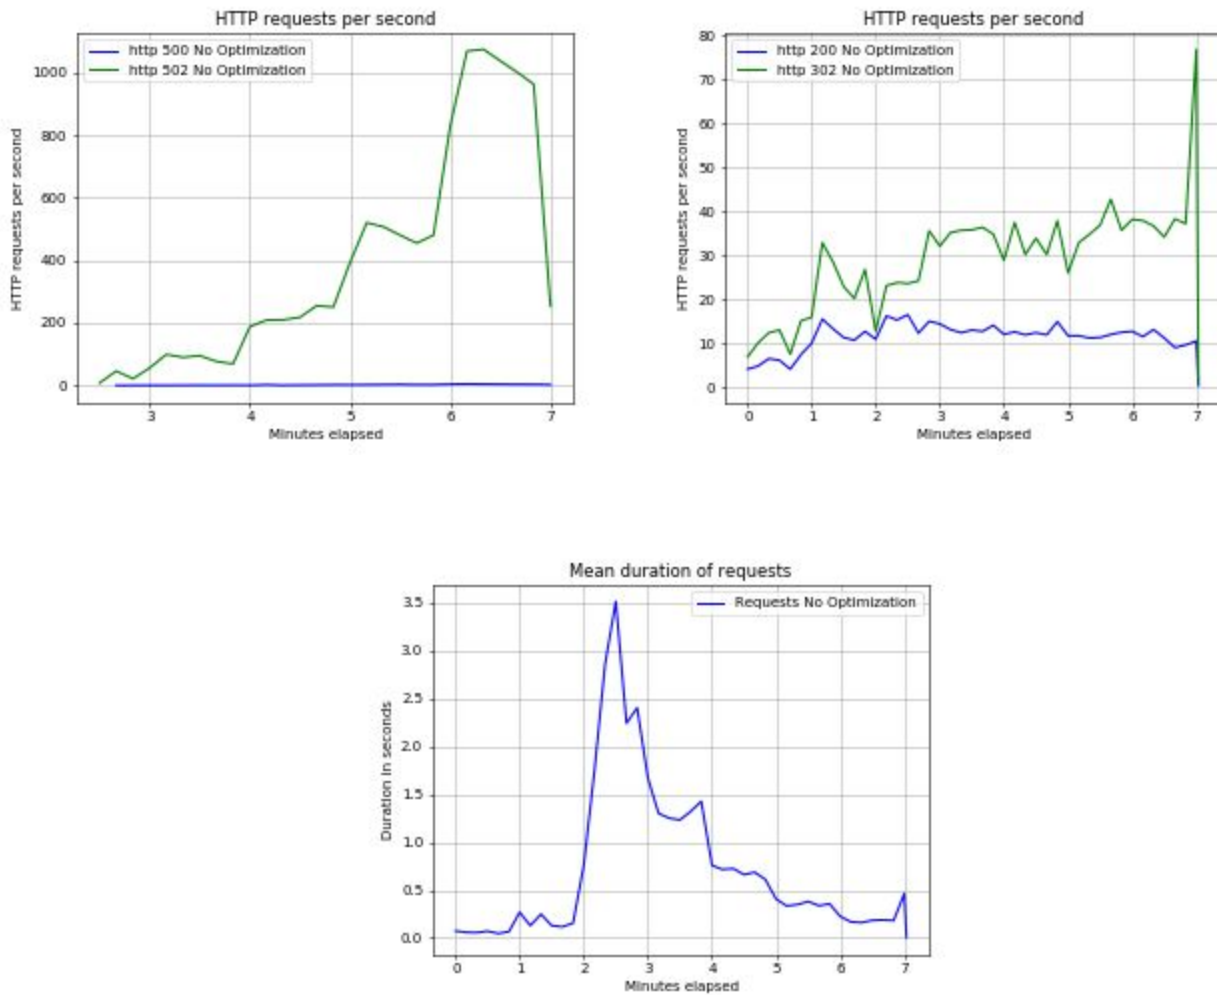 HTTP requests per second
http 500 No Optimization
http 502 No Optimization
HTTP requests per second
1000
800
600
400
200
0
3 4 5 6 7
Minutes elapsed
HTTP requests per second
http 200 No Optimization
http 302 No Optimization
HTTP requests per second
80
70
60
50
40
30
20
10
0
0 1 2 3 4 5 6 7
Minutes elapsed
Mean duration of requests
Requests No Optimization
Duration in seconds
3.5
3.0
2.5
2.0
1.5
1.0
0.5
0.0
0 1 2 3 4 5 6 7
Minutes elapsed